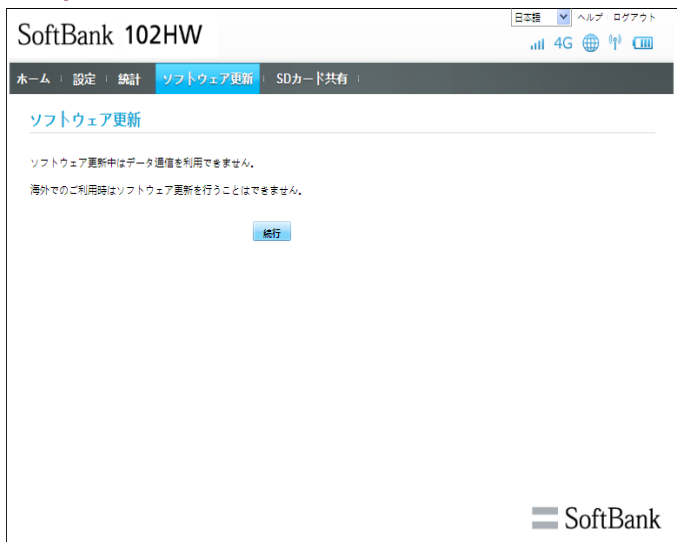 日本語 ヘルプ ログアウト
SoftBank 102HW
4G
ホーム 設定 統計 ソフトウェア更新 SDカード共有
ソフトウェア更新
ソフトウェア更新中はデータ通信を利用できません。
海外でのご利用時はソフトウェア更新を行うことはできません。
続行
SoftBank